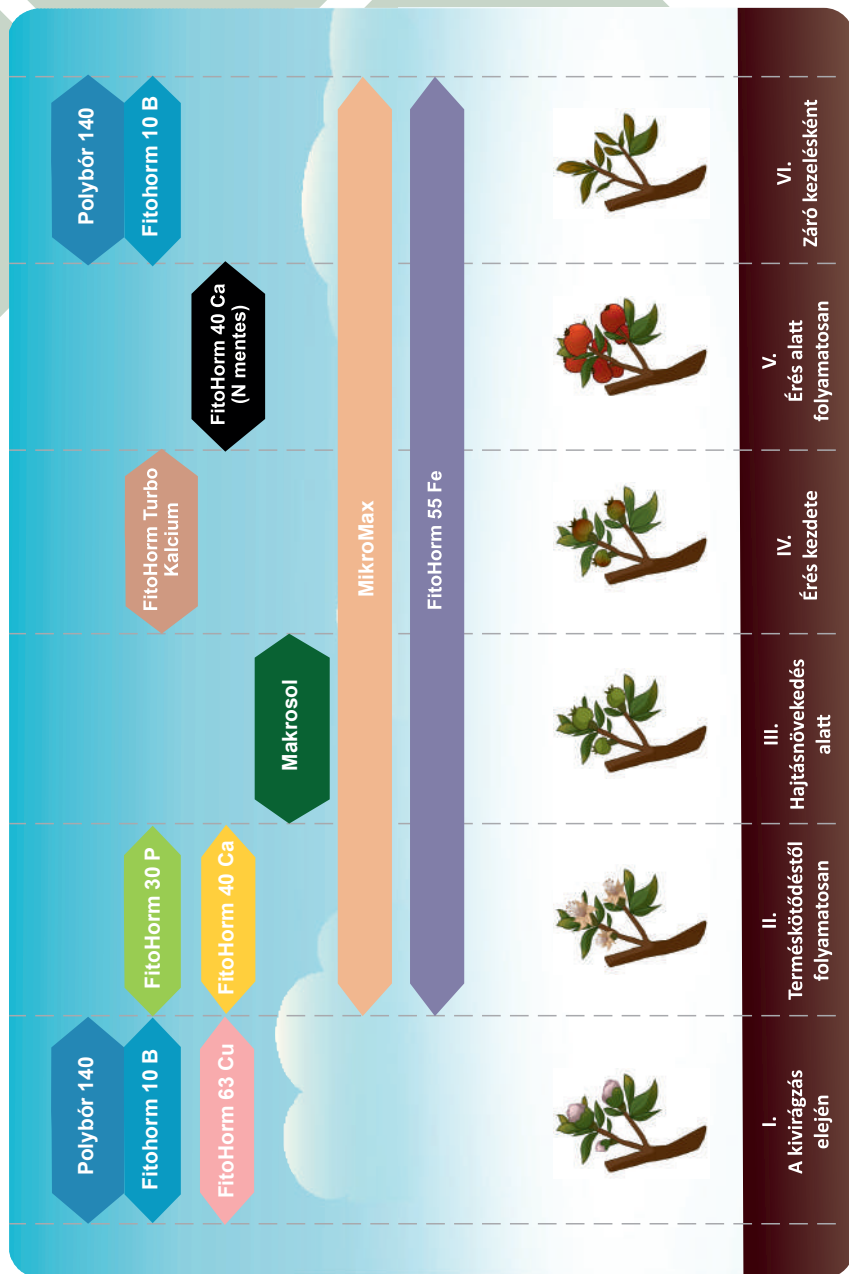 Polybór 140
Fitohorm 10 B
FitoHorm 63 Cu
FitoHorm 30 P
FitoHorm 40 Ca
Makrosol
FitoHorm Turbo
Kalcium
FitoHorm 40 Ca
(N mentes)
Polybór 140
Fitohorm 10 B
MikroMax
FitoHorm 55 Fe
I.
A kivirágzás
elején
II.
Terméskötődéstől
folyamatosan
III.
Hajtásnövekedés
alatt
IV.
Érés kezdete
V.
Érés alatt
folyamatosan
VI.
Záró kezelésként